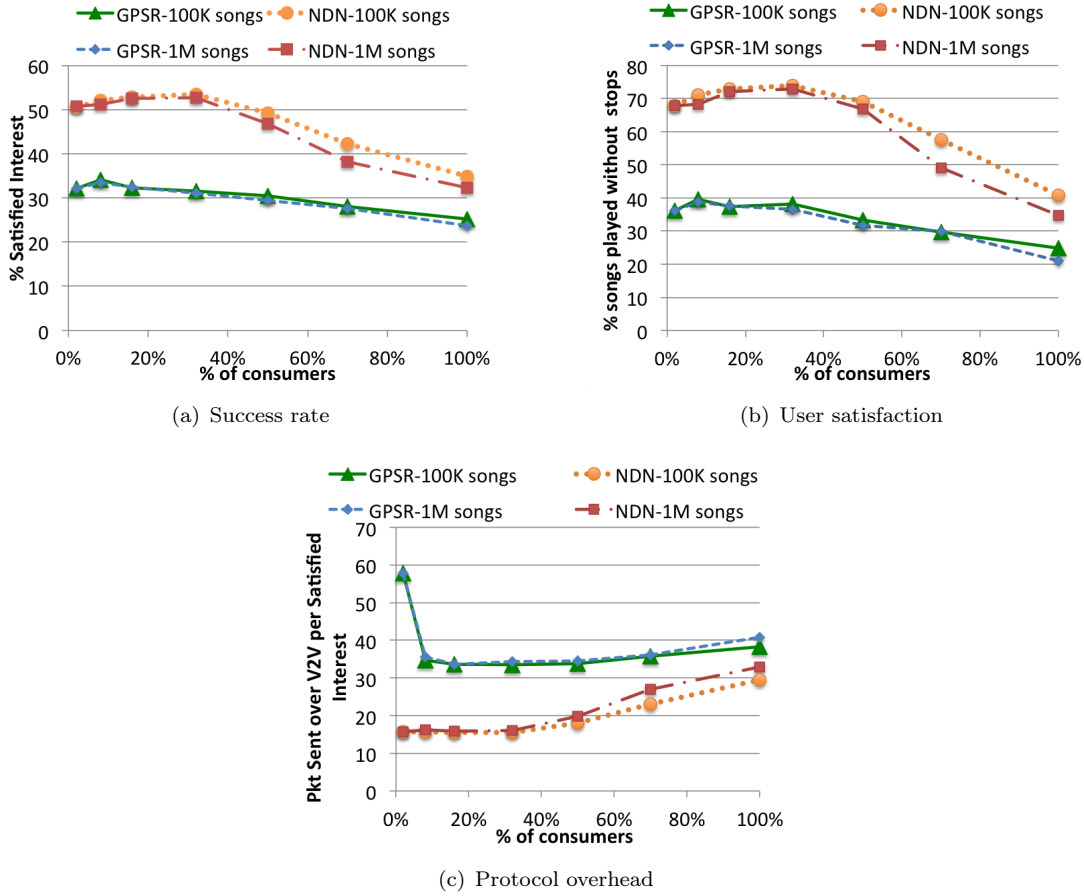 GPSR-100K songs NDN-100K songs
GPSR-1M songs NDN-1M songs
% Satisfied Interest
60
50
40
30
20
10
0
0% 20% 40% 60% 80% 100%
% of consumers
(a) Success rate
GPSR-100K songs NDN-100K songs
GPSR-1M songs NDN-1M songs
% songs played without stops
80
70
60
50
40
30
20
10
0
0% 20% 40% 60% 80% 100%
% of consumers
(b) User satisfaction
GPSR-100K songs NDN-100K songs
GPSR-1M songs NDN-1M songs
Pkt Sent over V2V per Satisfied
Interest
70
60
50
40
30
20
10
0
0% 20% 40% 60% 80% 100%
% of consumers
(c) Protocol overhead